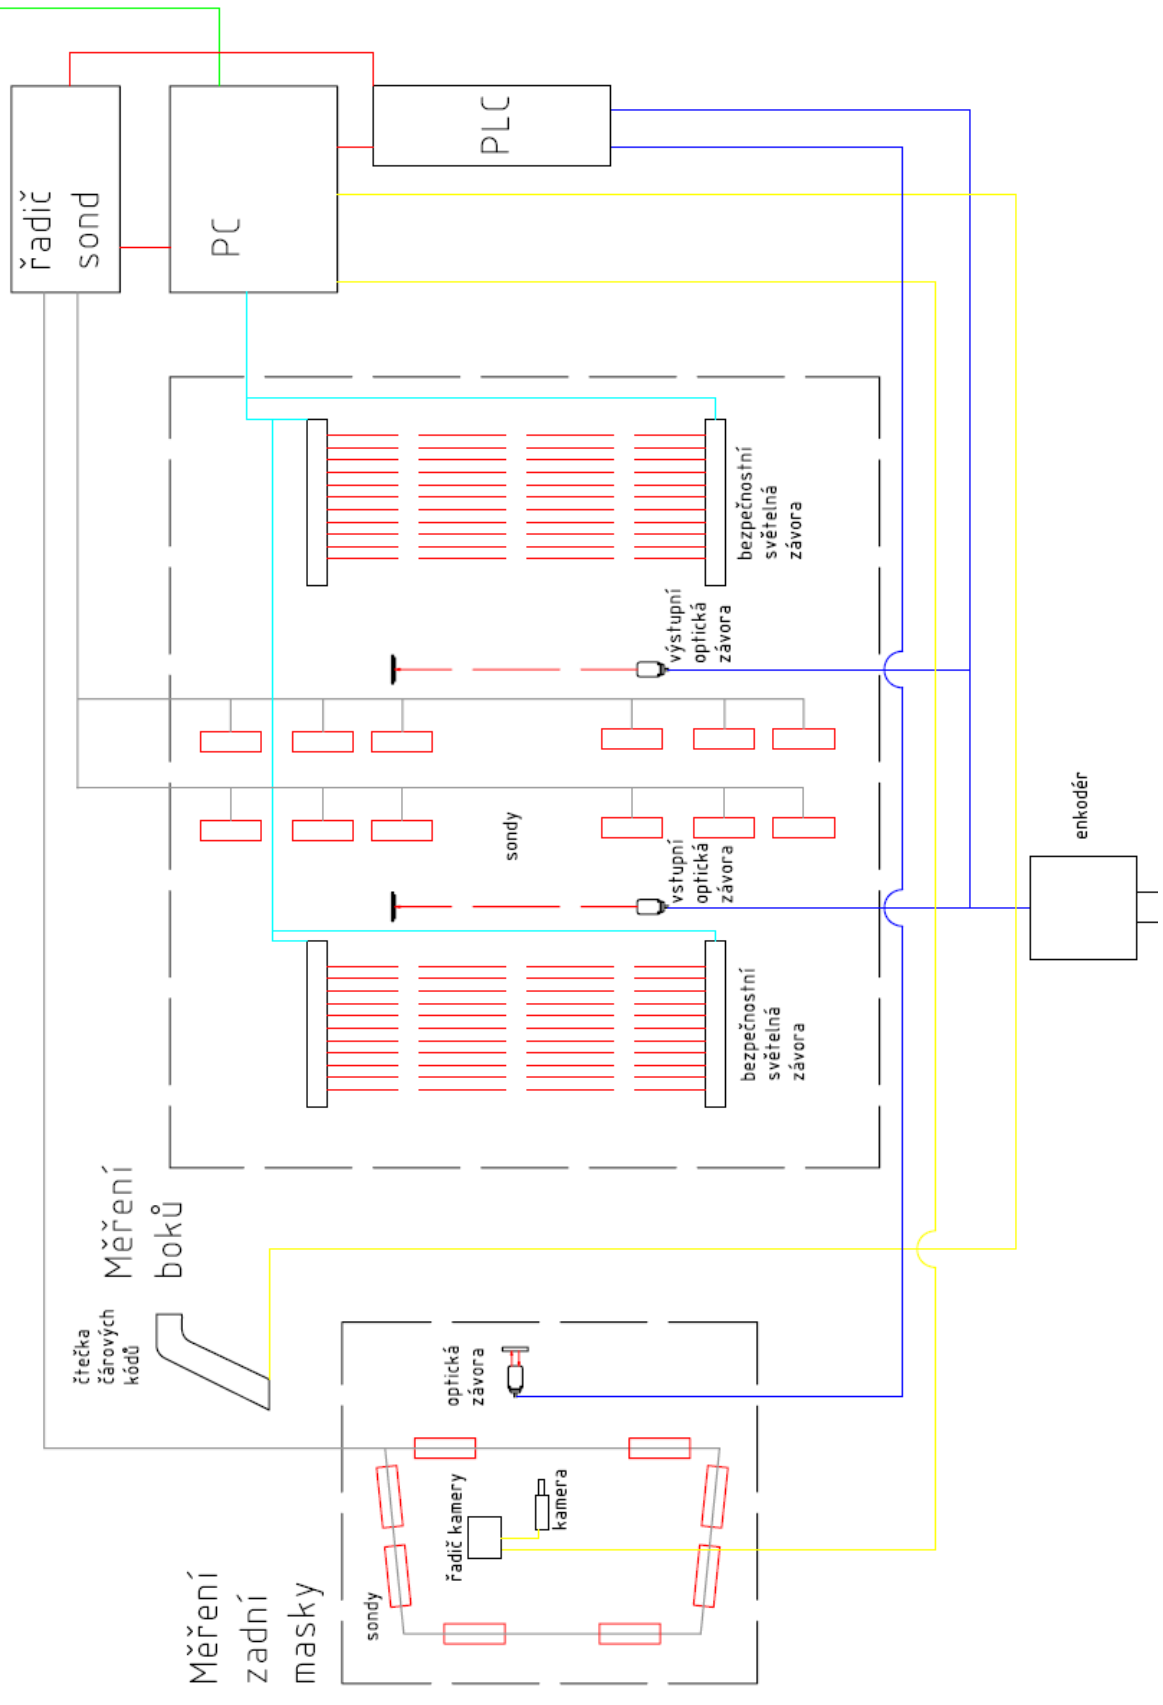 řadič
sond
PC
PLC
bezpečnostní
světelná
závora
výstupní
optická
závora
sondy
vstupní
optická
závora
enkodér
bezpečnostní
světelná
závora
Měření
boků
čtečka
čárových
kódů
optická
závora
řadič kamery
kamera
sondy
Měření
zadní
masky